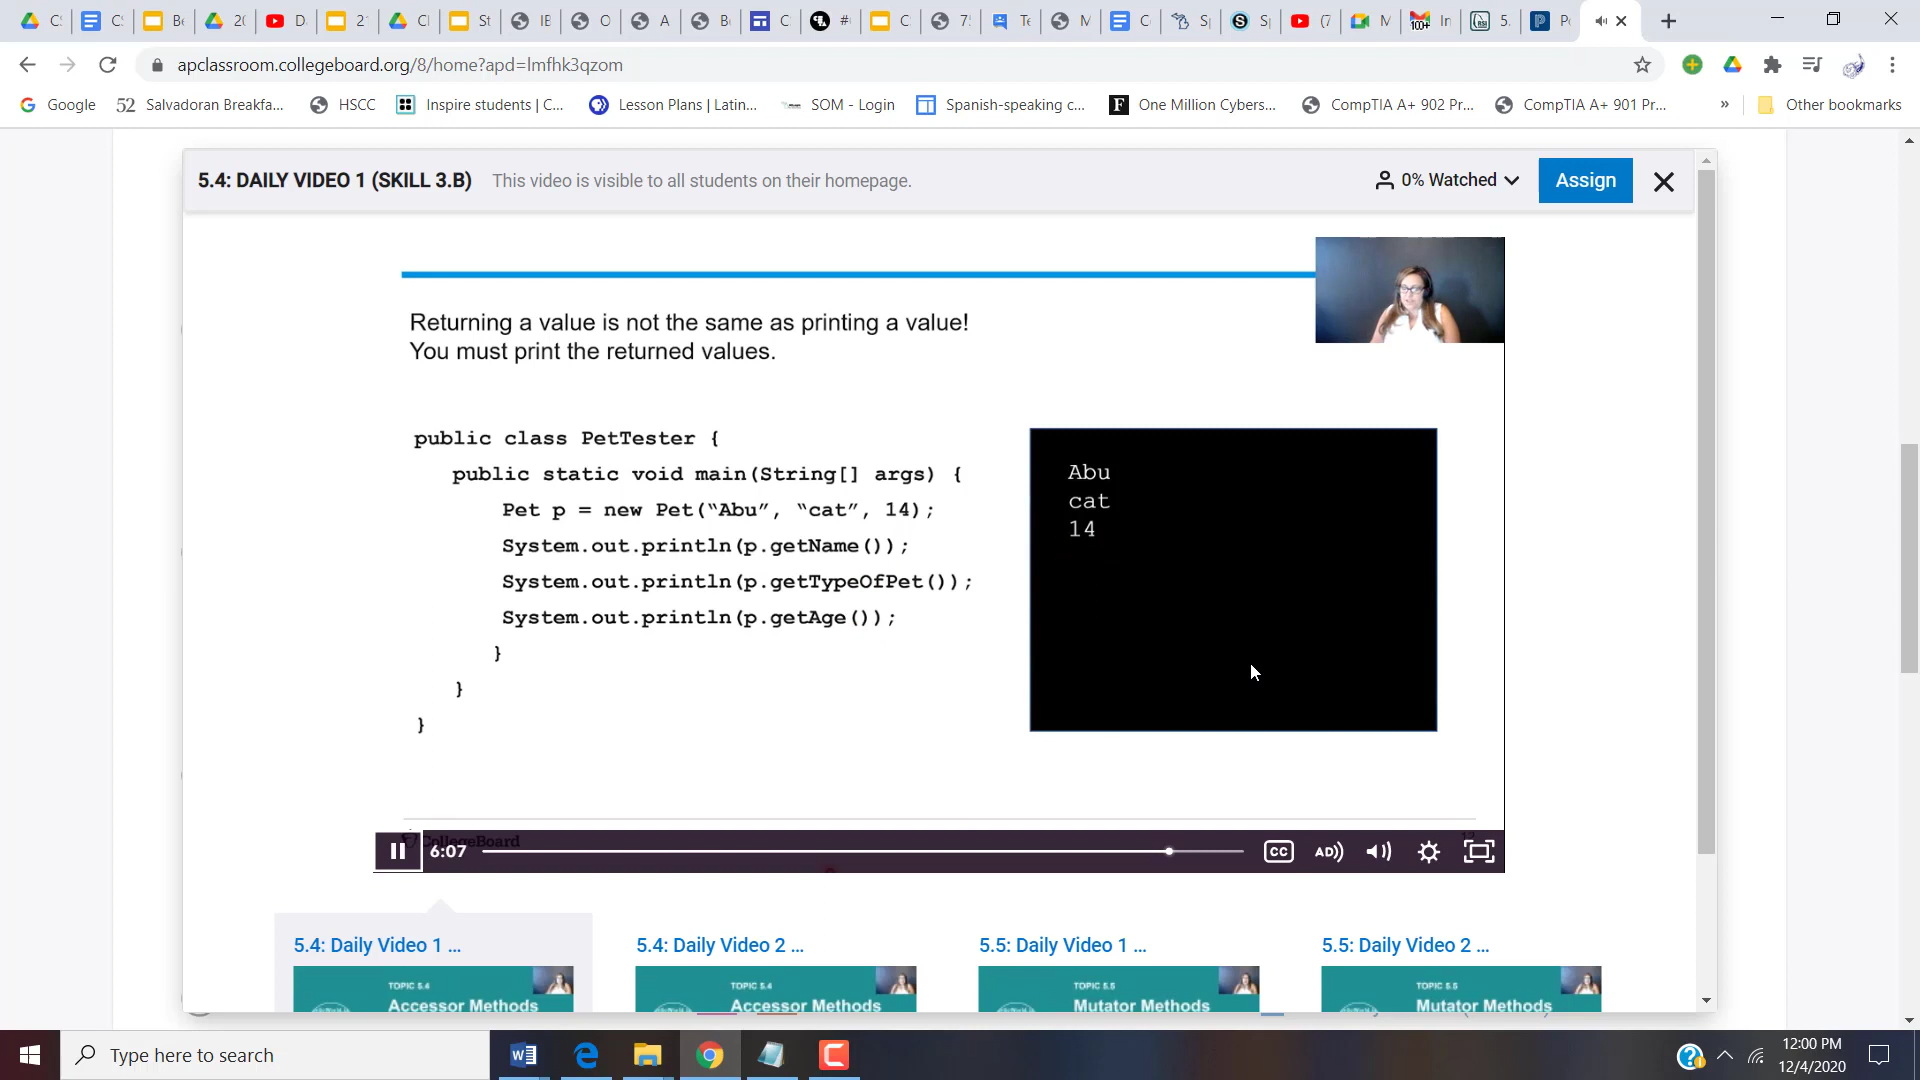 apclassroom.collegeboard.org/8/home?apd=lmfhk3qzom
Google
Salvadoran Breakfa...
HSCC
Inspire students | C...
Lesson Plans | Latin...
SOM - Login
Spanish-speaking c...
One Million Cybers...
CompTIA A+ 902 Pr...
CompTIA A+ 901 Pr...
»
Other bookmarks
5.4: DAILY VIDEO 1 (SKILL 3.B) This video is visible to all students on their homepage.
0% Watched
Assign
Returning a value is not the same as printing a value!
You must print the returned values.
public class PetTester {
public static void main(String[] args) {
Pet p = new Pet(“Abu”, “cat”, 14);
System.out.println(p.getName());
System.out.println(p.getTypeOfPet());
System.out.println(p.getAge());
}
}
}
Abu
cat
14
CollegeBoard
6:07
CC
AD))
5.4: Daily Video 1 ...
5.4: Daily Video 2 ...
5.5: Daily Video 1 ...
5.5: Daily Video 2 ...
TOPIC 5.4
Accessor Methods
TOPIC 5.4
Accessor Methods
TOPIC 5.5
Mutator Methods
TOPIC 5.5
Mutator Methods
Type here to search
12:00 PM
12/4/2020